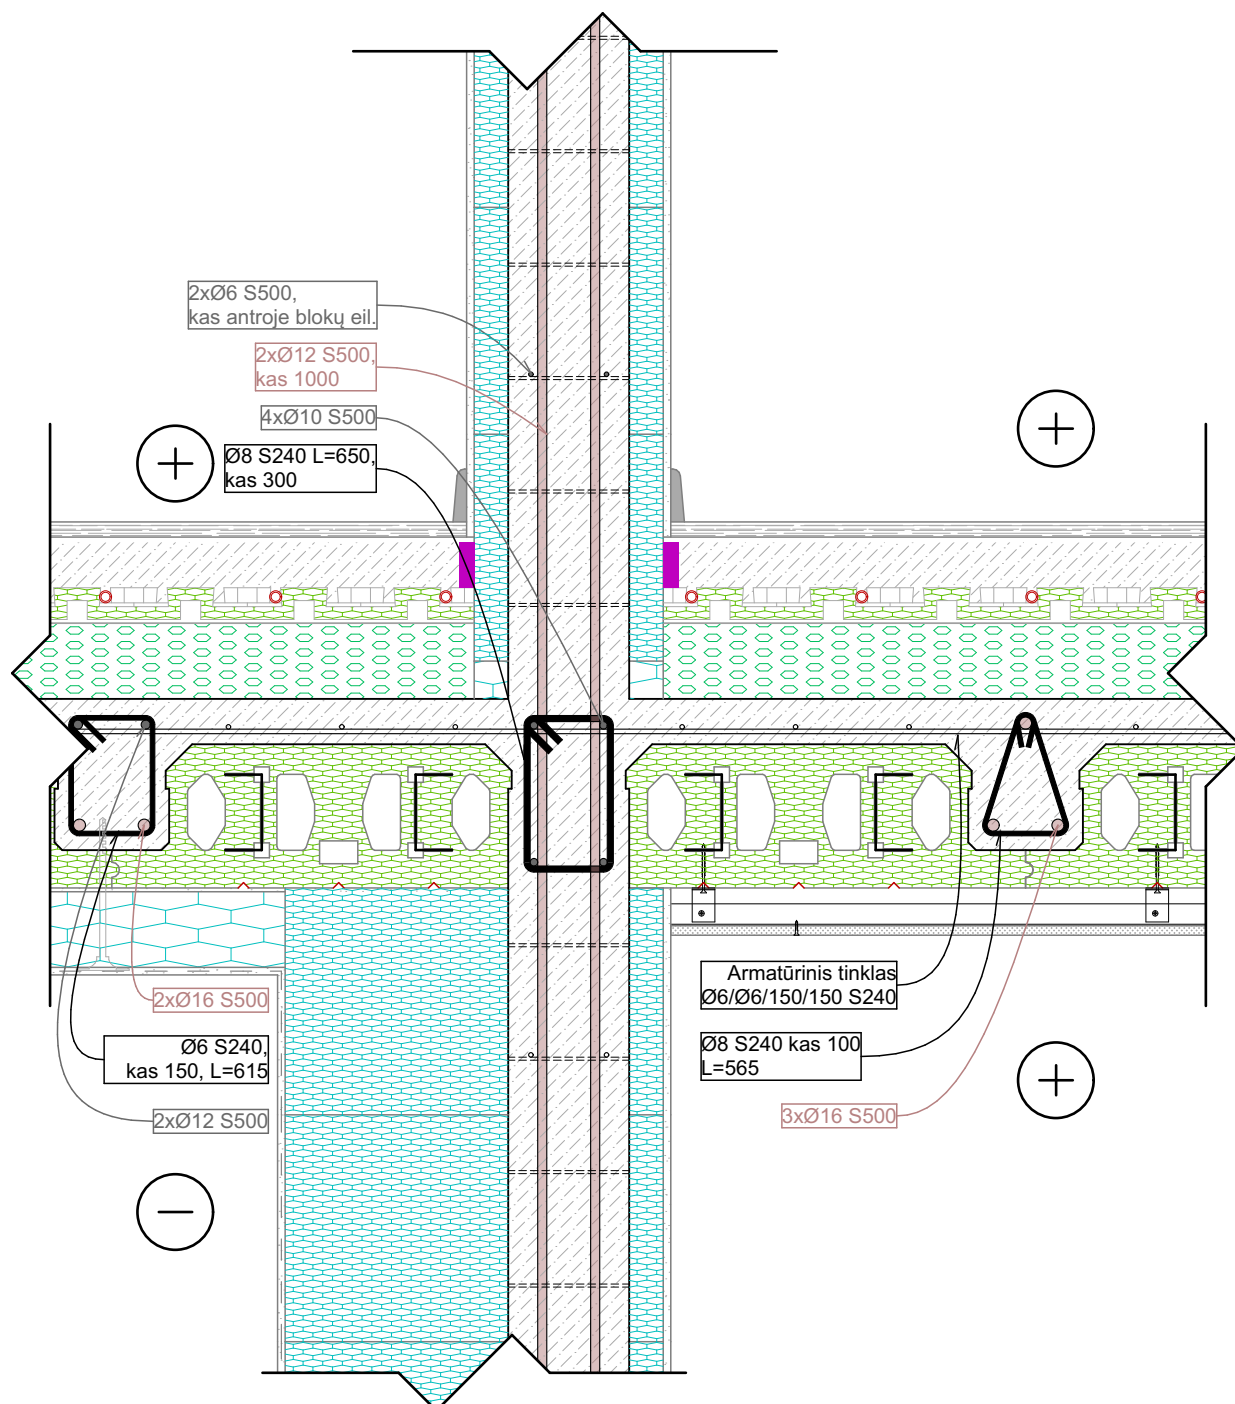 2xØ6 S500,
kas antroje blokų eil.
2xØ12 S500,
kas 1000
4xØ10 S500
Ø8 S240 L=650,
kas 300
2xØ16 S500
Ø6 S240,
kas 150, L=615
2xØ12 S500
Armatūrinis tinklas
Ø6/Ø6/150/150 S240
Ø8 S240 kas 100
L=565
3xØ16 S500